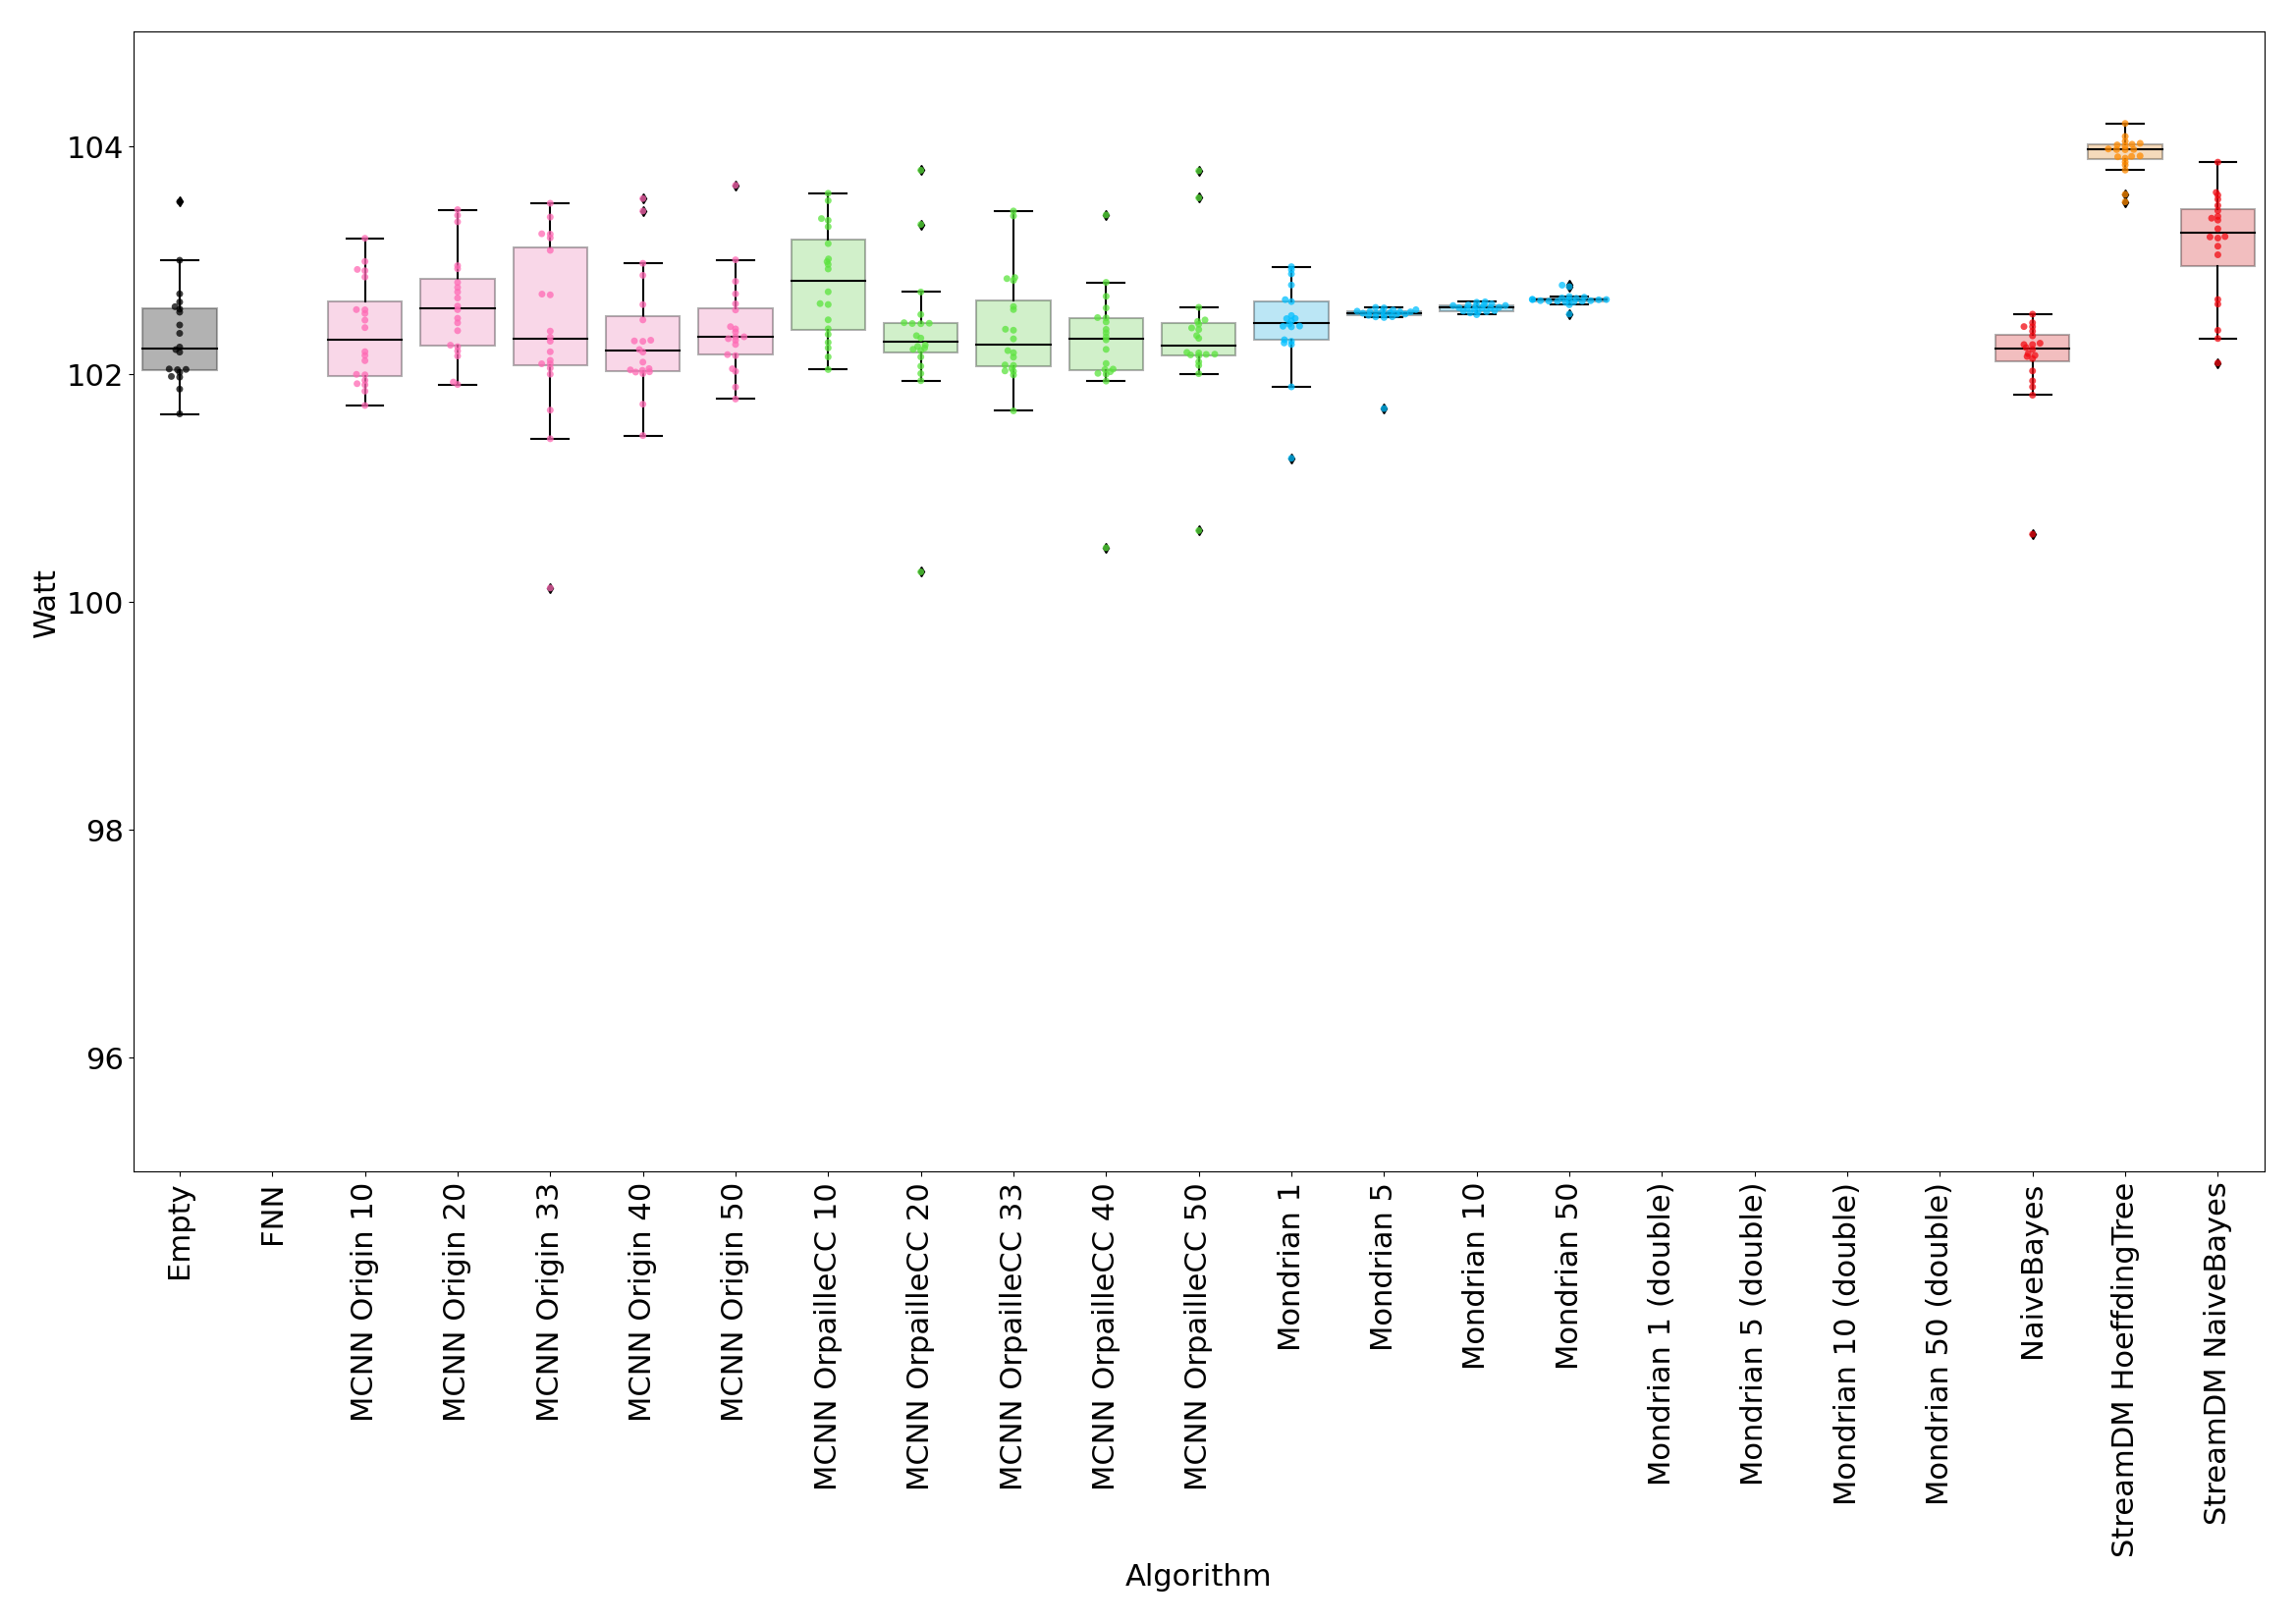 Watt
104
102
100
98
96
Empty
FNN
MCNN Origin 10
MCNN Origin 20
MCNN Origin 33
MCNN Origin 40
MCNN Origin 50
MCNN OrpailleCC 10
MCNN OrpailleCC 20
MCNN OrpailleCC 33
MCNN OrpailleCC 40
MCNN OrpailleCC 50
Mondrian 1
Mondrian 5
Mondrian 10
Mondrian 50
Mondrian 1 (double)
Mondrian 5 (double)
Mondrian 10 (double)
Mondrian 50 (double)
NaiveBayes
StreamDM HoeffdingTree
StreamDM NaiveBayes
Algorithm